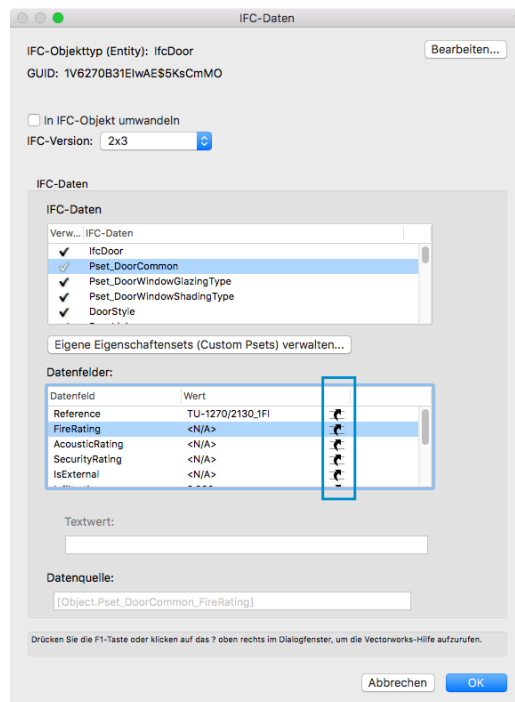 IFC-Daten
IFC-Objekttyp (Entity): IfcDoor
Bearbeiten...
GUID: 1V6270B31EIwAE$5KsCmMO
In IFC-Objekt umwandeln
IFC-Version: 2x3
IFC-Daten
IFC-Daten
Verw... IFC-Daten
IfcDoor
Pset_DoorCommon
Pset_DoorWindowGlazingType
Pset_DoorWindowShadingType
DoorStyle
Eigene Eigenschaftensets (Custom Psets) verwalten...
Datenfelder:
Datenfeld Wert
Reference TU-1270/2130_1Fl
FireRating <N/A>
AcousticRating <N/A>
SecurityRating <N/A>
IsExternal <N/A>
Textwert:
Datenquelle:
[Object.Pset_DoorCommon_FireRating]
Drücken Sie die F1-Taste oder klicken auf das ? oben rechts im Dialogfenster, um die Vectorworks-Hilfe aufzurufen.
Abbrechen
OK